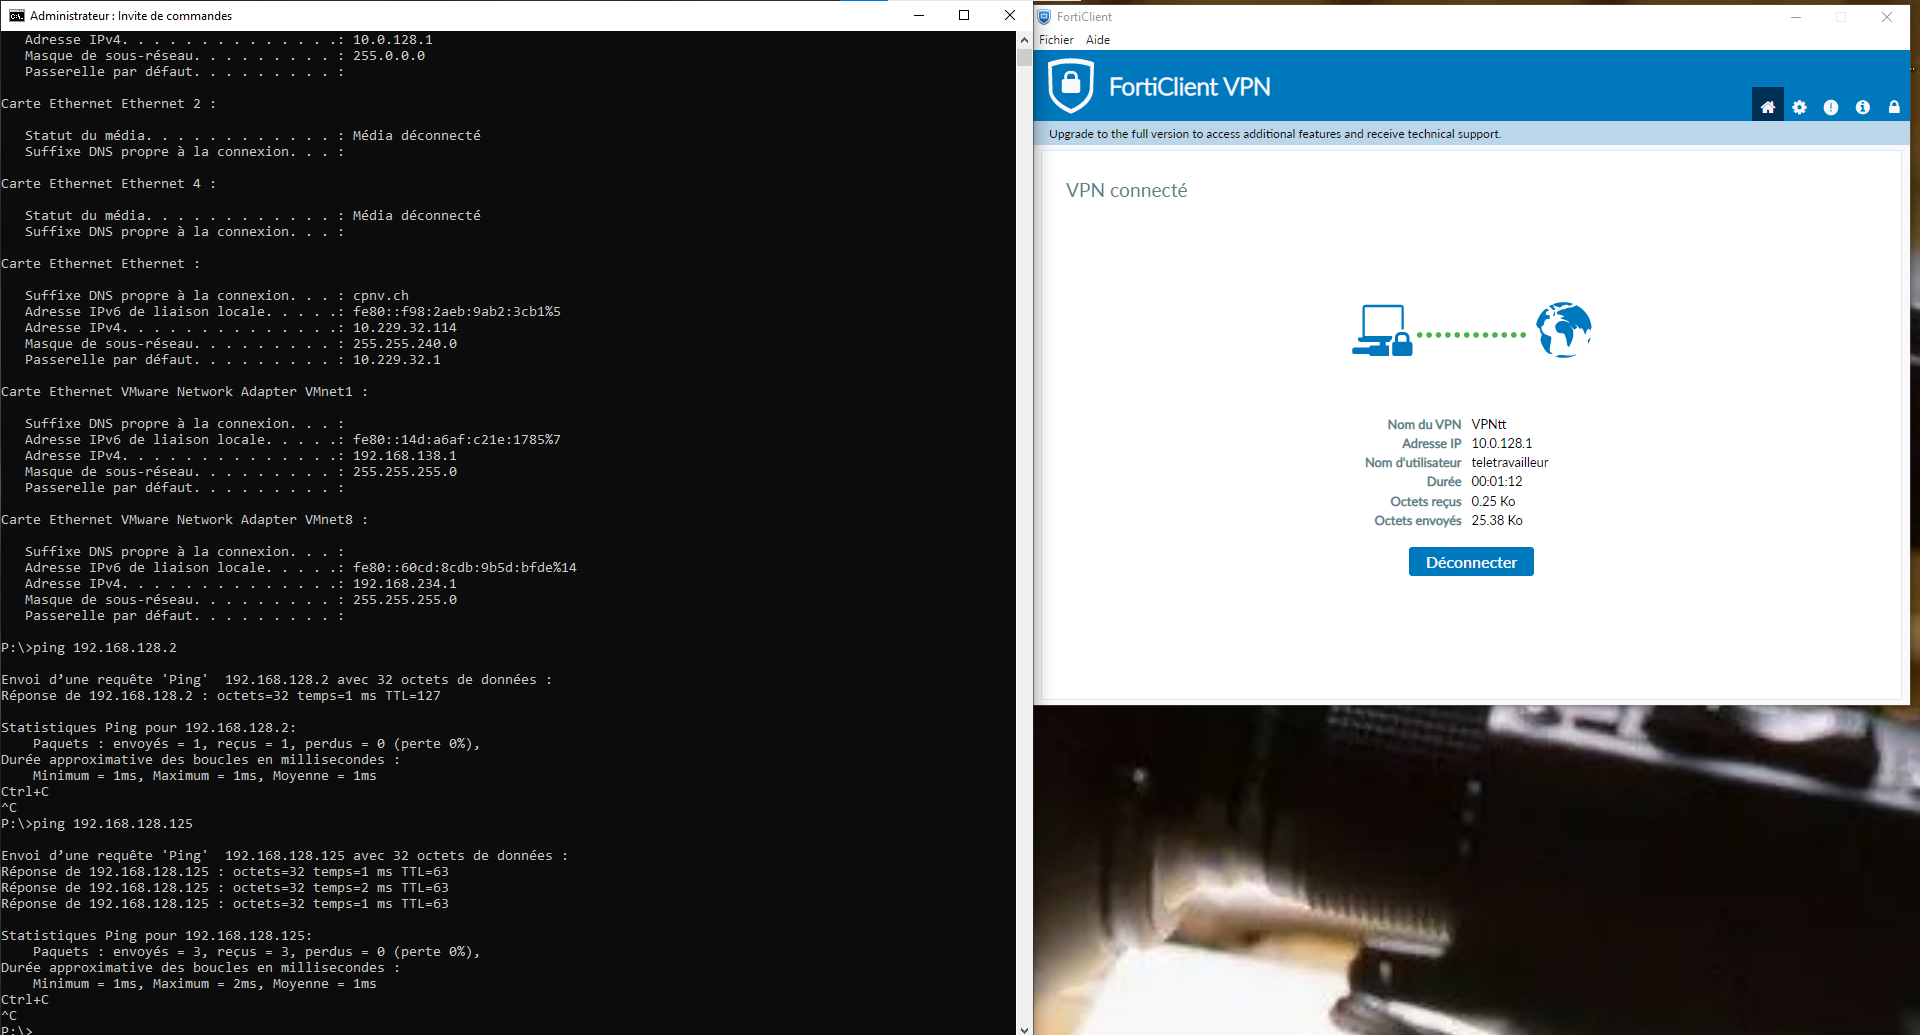 Administrateur : Invite de commandes
   Adresse IPv4. . . . . . . . . . . . . .: 10.0.128.1
   Masque de sous-réseau. . . . . . . . . : 255.0.0.0
   Passerelle par défaut. . . . . . . . . :
Carte Ethernet Ethernet 2 :
   Statut du média. . . . . . . . . . . . : Média déconnecté
   Suffixe DNS propre à la connexion. . . :
Carte Ethernet Ethernet 4 :
   Statut du média. . . . . . . . . . . . : Média déconnecté
   Suffixe DNS propre à la connexion. . . :
Carte Ethernet Ethernet :
   Suffixe DNS propre à la connexion. . . : cpnv.ch
   Adresse IPv6 de liaison locale. . . . .: fe80::f98:2aeb:9ab2:3cb1%5
   Adresse IPv4. . . . . . . . . . . . . .: 10.229.32.114
   Masque de sous-réseau. . . . . . . . . : 255.255.240.0
   Passerelle par défaut. . . . . . . . . : 10.229.32.1
Carte Ethernet VMware Network Adapter VMnet1 :
   Suffixe DNS propre à la connexion. . . :
   Adresse IPv6 de liaison locale. . . . .: fe80::14d:a6af:c21e:1785%7
   Adresse IPv4. . . . . . . . . . . . . .: 192.168.138.1
   Masque de sous-réseau. . . . . . . . . : 255.255.255.0
   Passerelle par défaut. . . . . . . . . :
Carte Ethernet VMware Network Adapter VMnet8 :
   Suffixe DNS propre à la connexion. . . :
   Adresse IPv6 de liaison locale. . . . .: fe80::60cd:8cdb:9b5d:bfde%14
   Adresse IPv4. . . . . . . . . . . . . .: 192.168.234.1
   Masque de sous-réseau. . . . . . . . . : 255.255.255.0
   Passerelle par défaut. . . . . . . . . :
P:\>ping 192.168.128.2
Envoi d’une requête 'Ping'  192.168.128.2 avec 32 octets de données :
Réponse de 192.168.128.2 : octets=32 temps=1 ms TTL=127
Statistiques Ping pour 192.168.128.2:
    Paquets : envoyés = 1, reçus = 1, perdus = 0 (perte 0%),
Durée approximative des boucles en millisecondes :
    Minimum = 1ms, Maximum = 1ms, Moyenne = 1ms
Ctrl+C
^C
P:\>ping 192.168.128.125
Envoi d’une requête 'Ping'  192.168.128.125 avec 32 octets de données :
Réponse de 192.168.128.125 : octets=32 temps=1 ms TTL=63
Réponse de 192.168.128.125 : octets=32 temps=2 ms TTL=63
Réponse de 192.168.128.125 : octets=32 temps=1 ms TTL=63
Statistiques Ping pour 192.168.128.125:
    Paquets : envoyés = 3, reçus = 3, perdus = 0 (perte 0%),
Durée approximative des boucles en millisecondes :
    Minimum = 1ms, Maximum = 2ms, Moyenne = 1ms
Ctrl+C
^C
P:\>
FortiClient
Fichier Aide
FortiClient VPN
Upgrade to the full version to access additional features and receive technical support.
VPN connecté
Nom du VPN VPNtt
Adresse IP 10.0.128.1
Nom d'utilisateur teletravailleur
Durée 00:01:12
Octets reçus 0.25 Ko
Octets envoyés 25.38 Ko
Déconnecter